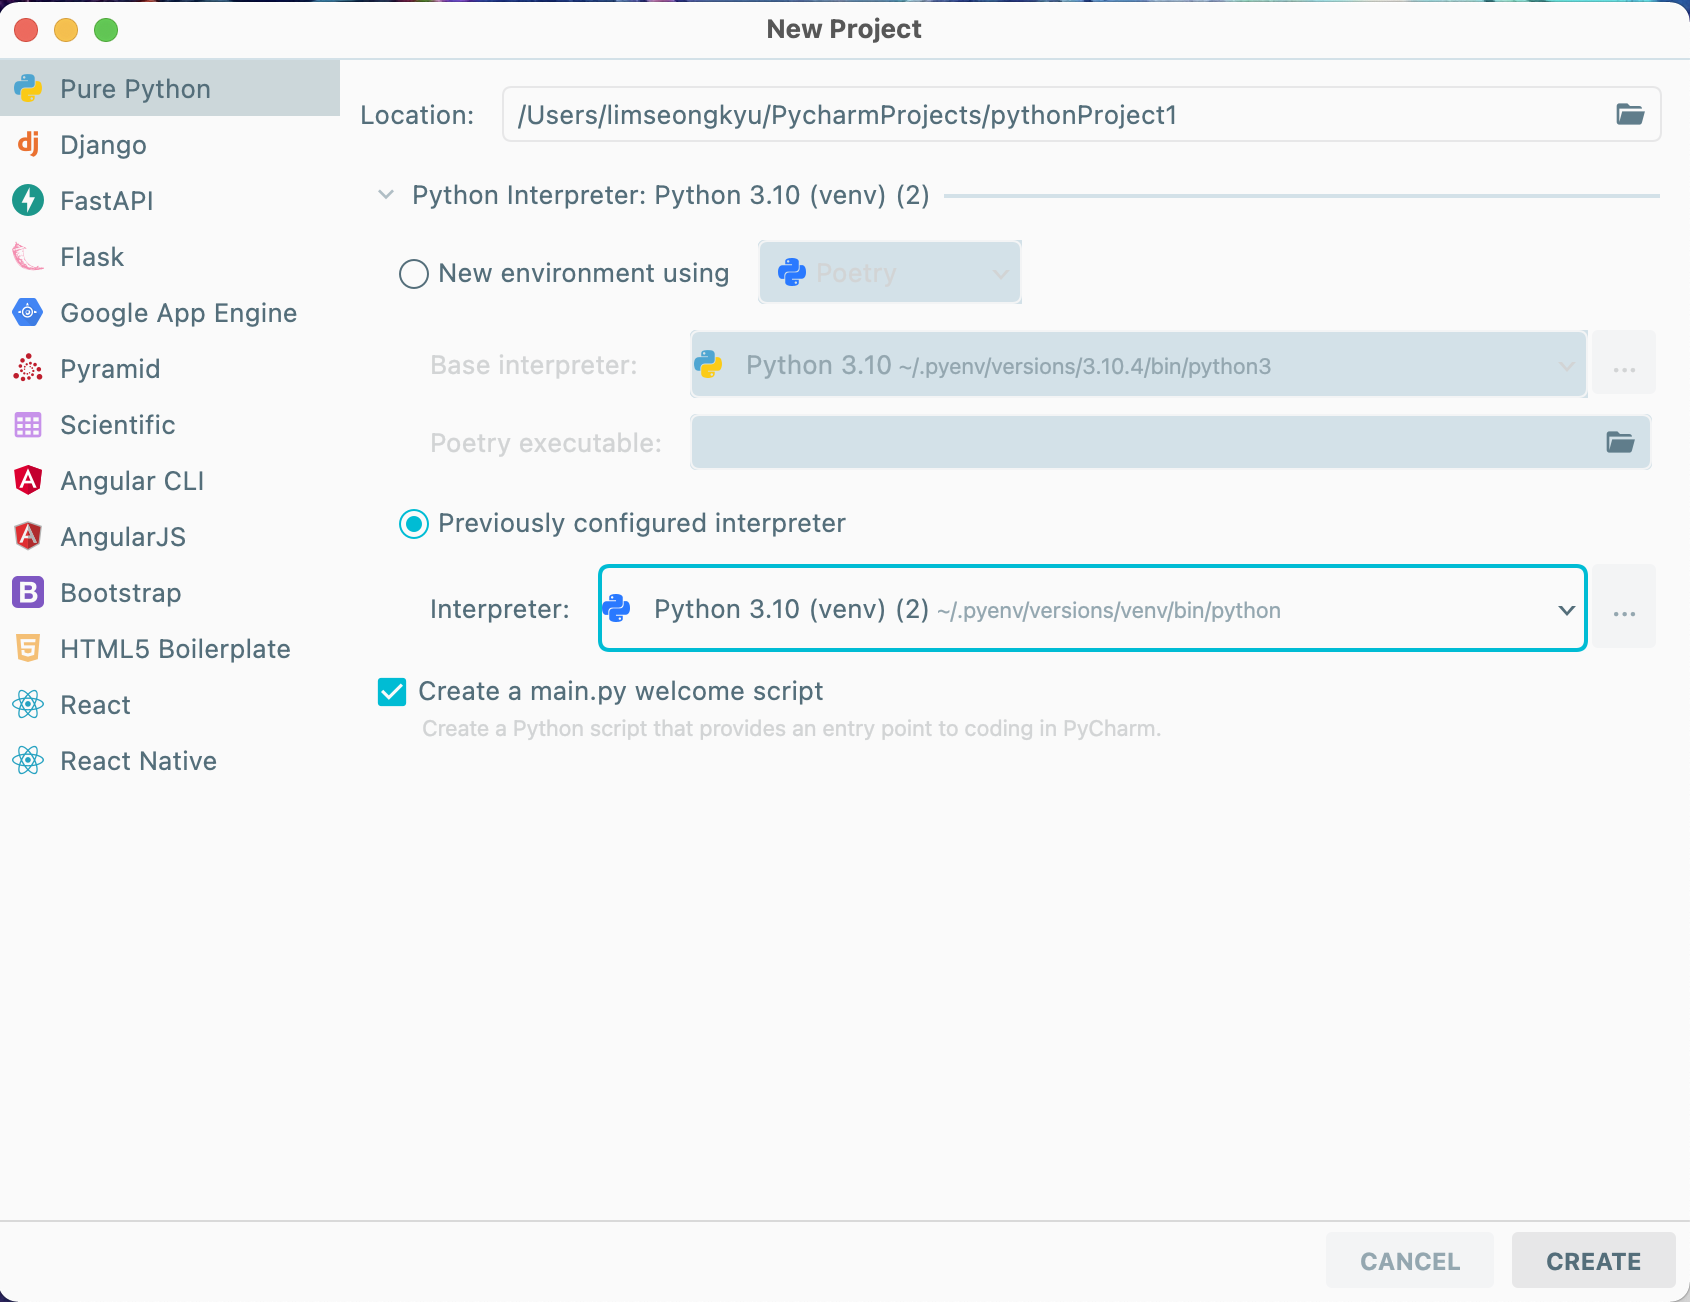 New Project
Pure Python
Django
FastAPI
Flask
Google App Engine
Pyramid
Scientific
Angular CLI
AngularJS
Bootstrap
HTML5 Boilerplate
React
React Native
Location: /Users/limseongkyu/PycharmProjects/pythonProject1
Python Interpreter: Python 3.10 (venv) (2)
New environment using Poetry
Base interpreter: Python 3.10 ~/.pyenv/versions/3.10.4/bin/python3 ...
Poetry executable:
Previously configured interpreter
Interpreter: Python 3.10 (venv) (2) ~/.pyenv/versions/venv/bin/python ...
Create a main.py welcome script
Create a Python script that provides an entry point to coding in PyCharm.
CANCEL CREATE